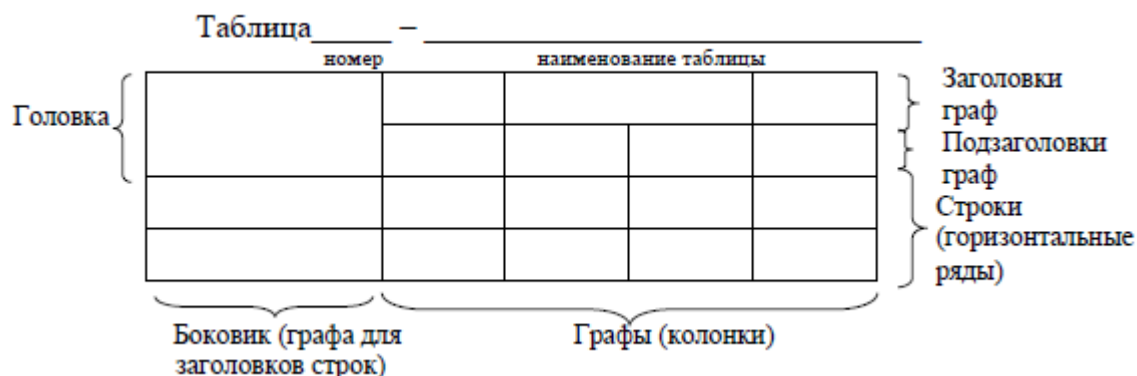 Таблица_____ – _______________________________
номер
наименование таблицы
Головка
Заголовки
граф
Подзаголовки
граф
Строки
(горизонтальные
ряды)
Боковик (графа для
заголовков строк)
Графы (колонки)